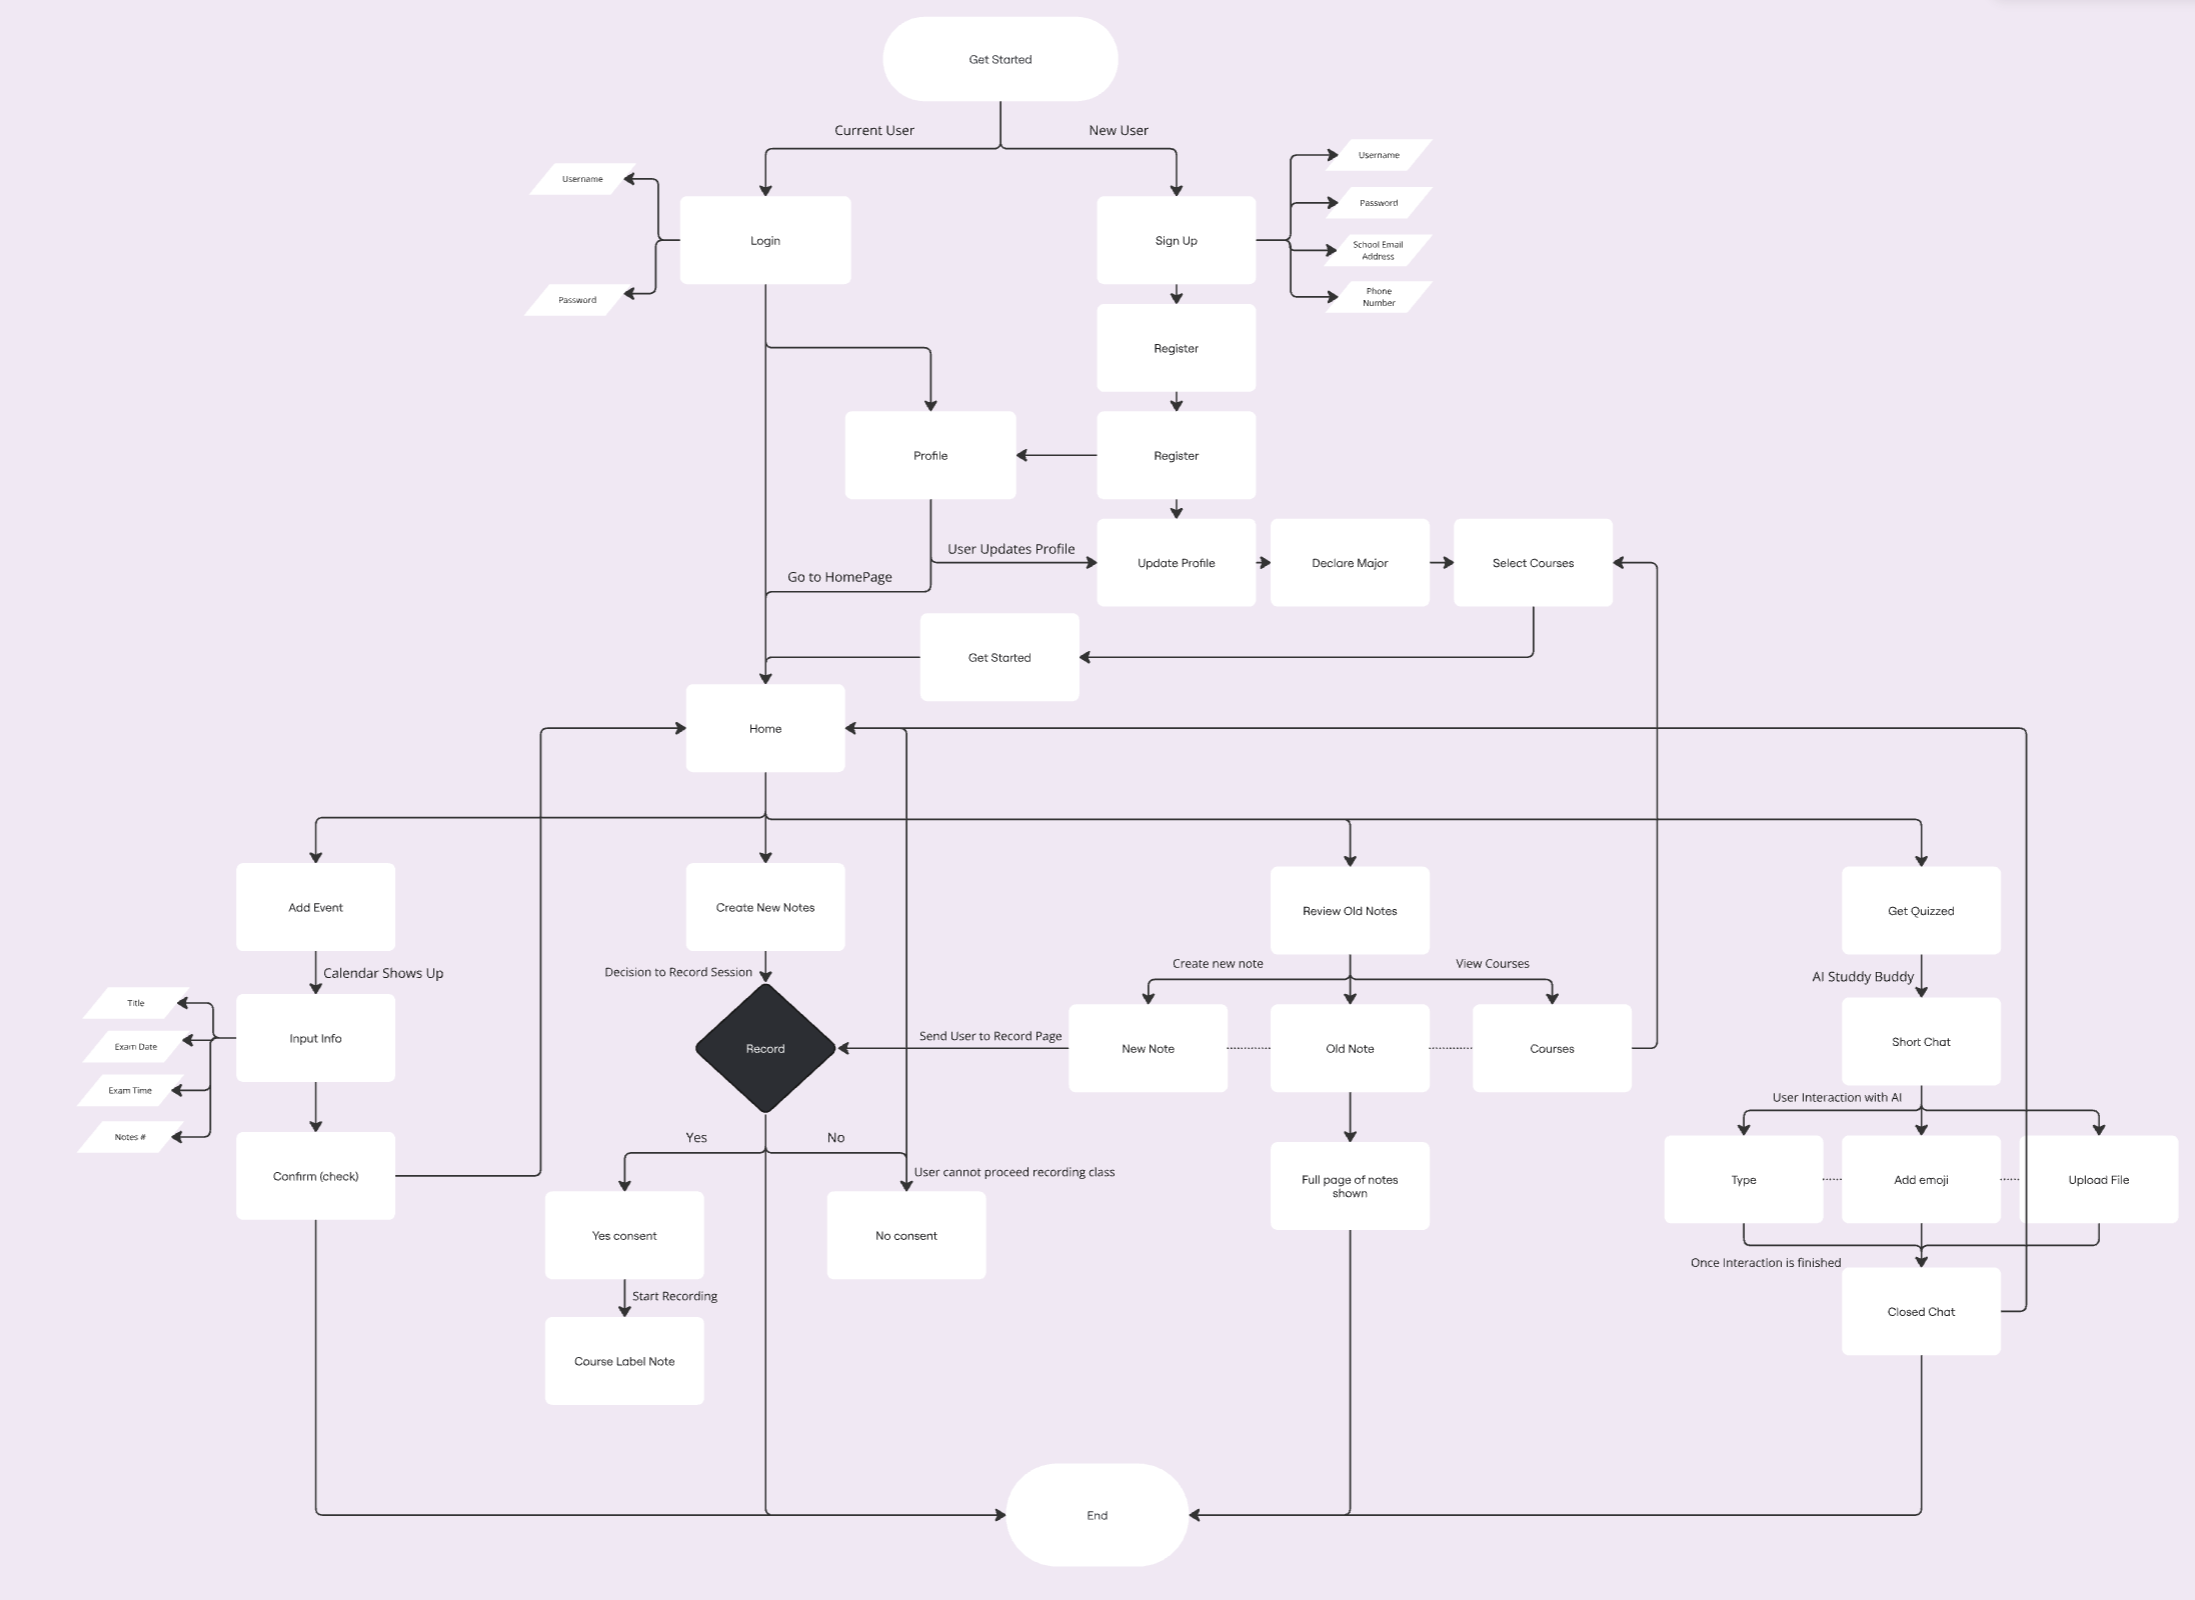 Get Started
Current User
New User
Username
Password
Login
Sign Up
Username
Password
School Email
Address
Phone
Number
Register
Profile
Register
User Updates Profile
Go to HomePage
Update Profile
Declare Major
Select Courses
Get Started
Home
Add Event
Create New Notes
Review Old Notes
Get Quizzed
Calendar Shows Up
Decision to Record Session
Create new note
View Courses
AI Studdy Buddy
Title
Exam Date
Exam Time
Notes #
Input Info
Record
Send User to Record Page
New Note
Old Note
Courses
Short Chat
User Interaction with AI
Confirm (check)
Yes
No
User cannot proceed recording class
Yes consent
No consent
Full page of notes
shown
Type
Add emoji
Upload File
Start Recording
Once Interaction is finished
Course Label Note
Closed Chat
End